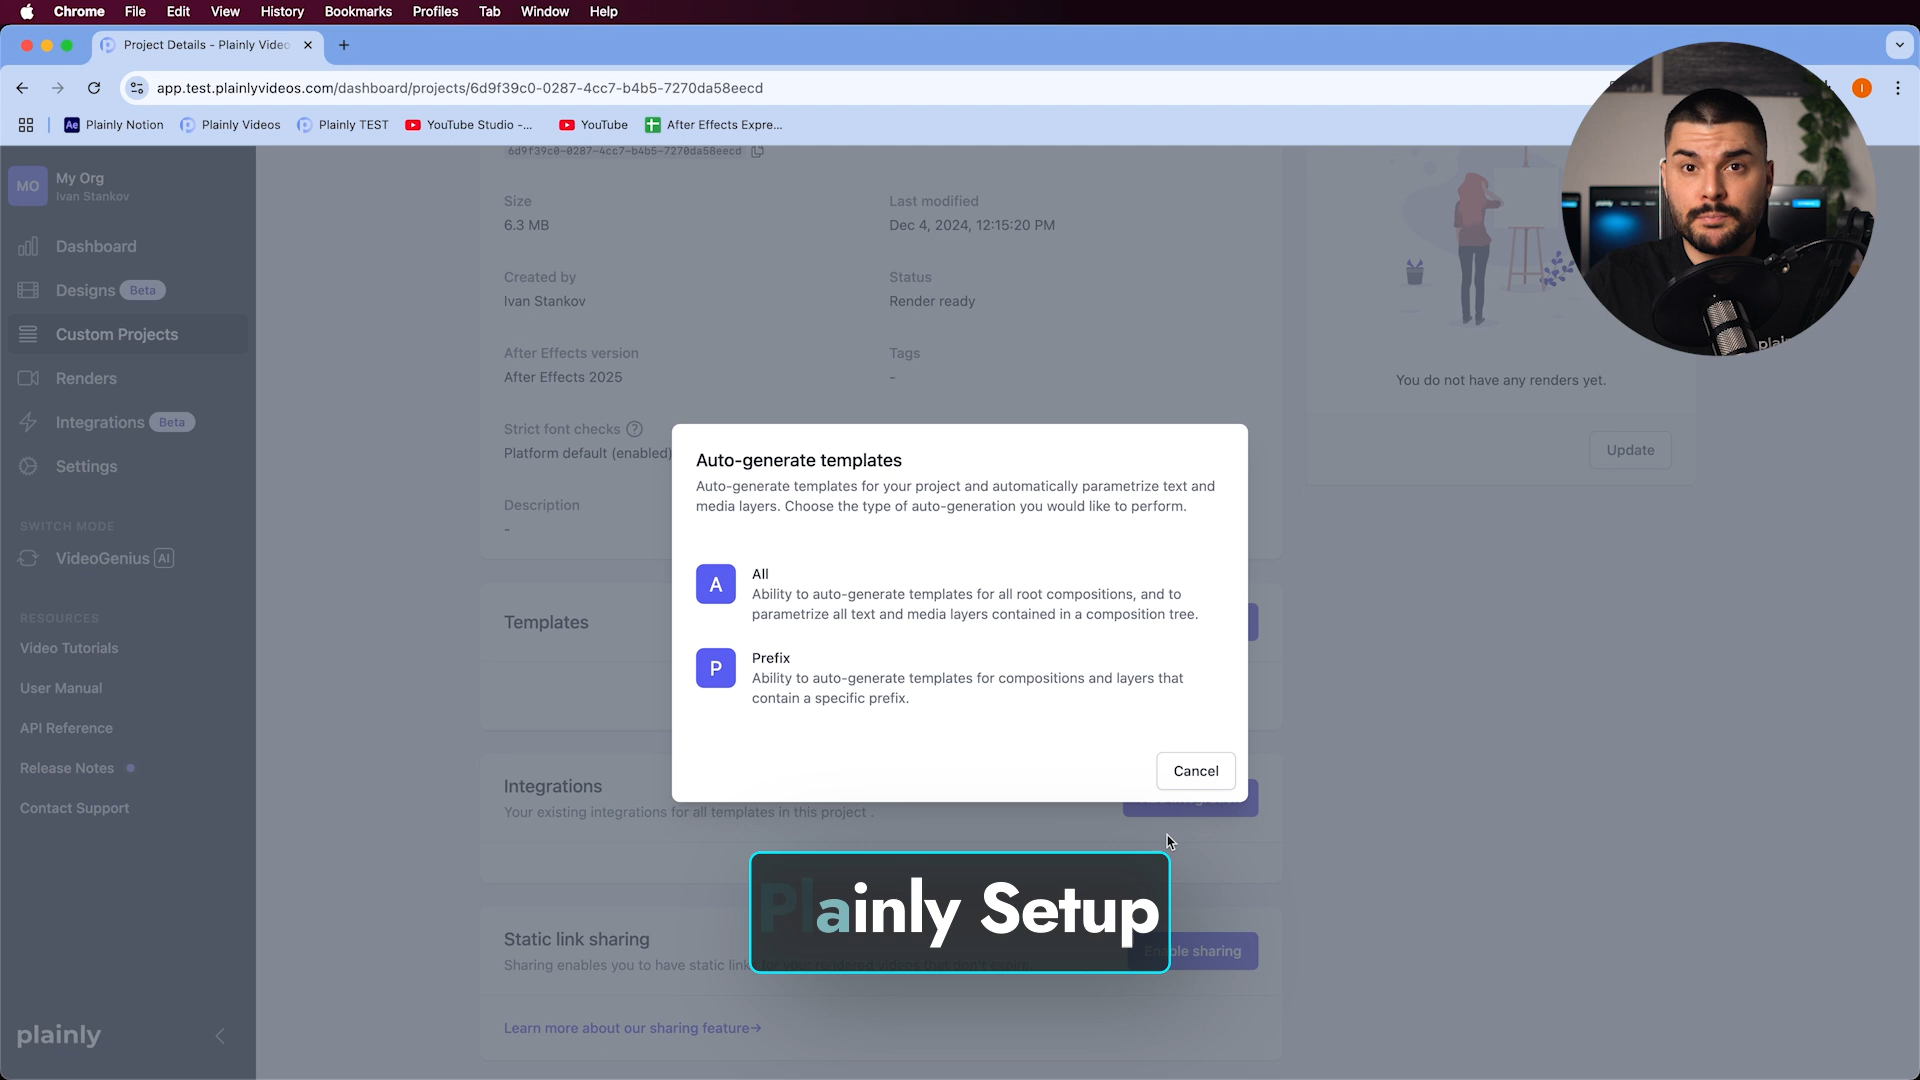 Chrome File Edit View History Bookmarks Profiles Tab Window Help
Project Details - Plainly Video
app.test.plainlyvideos.com/dashboard/projects/6d9f39c0-0287-4cc7-b4b5-7270da58eecd
Ae Plainly Notion Plainly Videos Plainly TEST YouTube Studio -... YouTube After Effects Expre...
6d9f39c0-0287-4cc7-b4b5-7270da58eecd
MO My Org
Ivan Stankov
Dashboard
Designs Beta
Custom Projects
Renders
Integrations Beta
Settings
SWITCH MODE
VideoGenius AI
RESOURCES
Video Tutorials
User Manual
API Reference
Release Notes
Contact Support
plainly
Size
6.3 MB
Last modified
Dec 4, 2024, 12:15:20 PM
Created by
Ivan Stankov
Status
Render ready
After Effects version
After Effects 2025
Tags
-
Strict font checks ?
Platform default (enabled)
Description
-
You do not have any renders yet.
Update
Auto-generate templates
Auto-generate templates for your project and automatically parametrize text and
media layers. Choose the type of auto-generation you would like to perform.
A All
Ability to auto-generate templates for all root compositions, and to
parametrize all text and media layers contained in a composition tree.
P Prefix
Ability to auto-generate templates for compositions and layers that
contain a specific prefix.
Cancel
Templates
Integrations
Your existing integrations for all templates in this project .
Plainly Setup
Static link sharing
Sharing enables you to have static links for your rendered videos that don't expire.
Enable sharing
Learn more about our sharing feature→